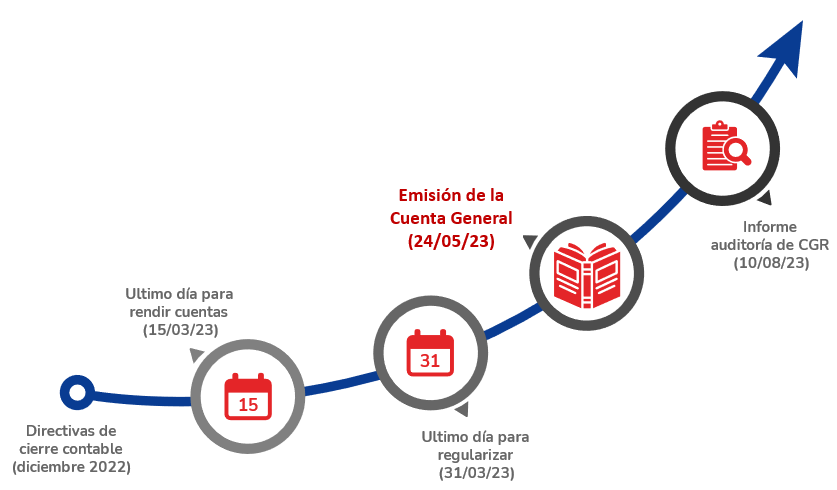 Directivas de
cierre contable
(diciembre 2022)
Ultimo día para
rendir cuentas
(15/03/23)
15
31
Ultimo día para
regularizar
(31/03/23)
Emisión de la
Cuenta General
(24/05/23)
Informe
auditoría de CGR
(10/08/23)